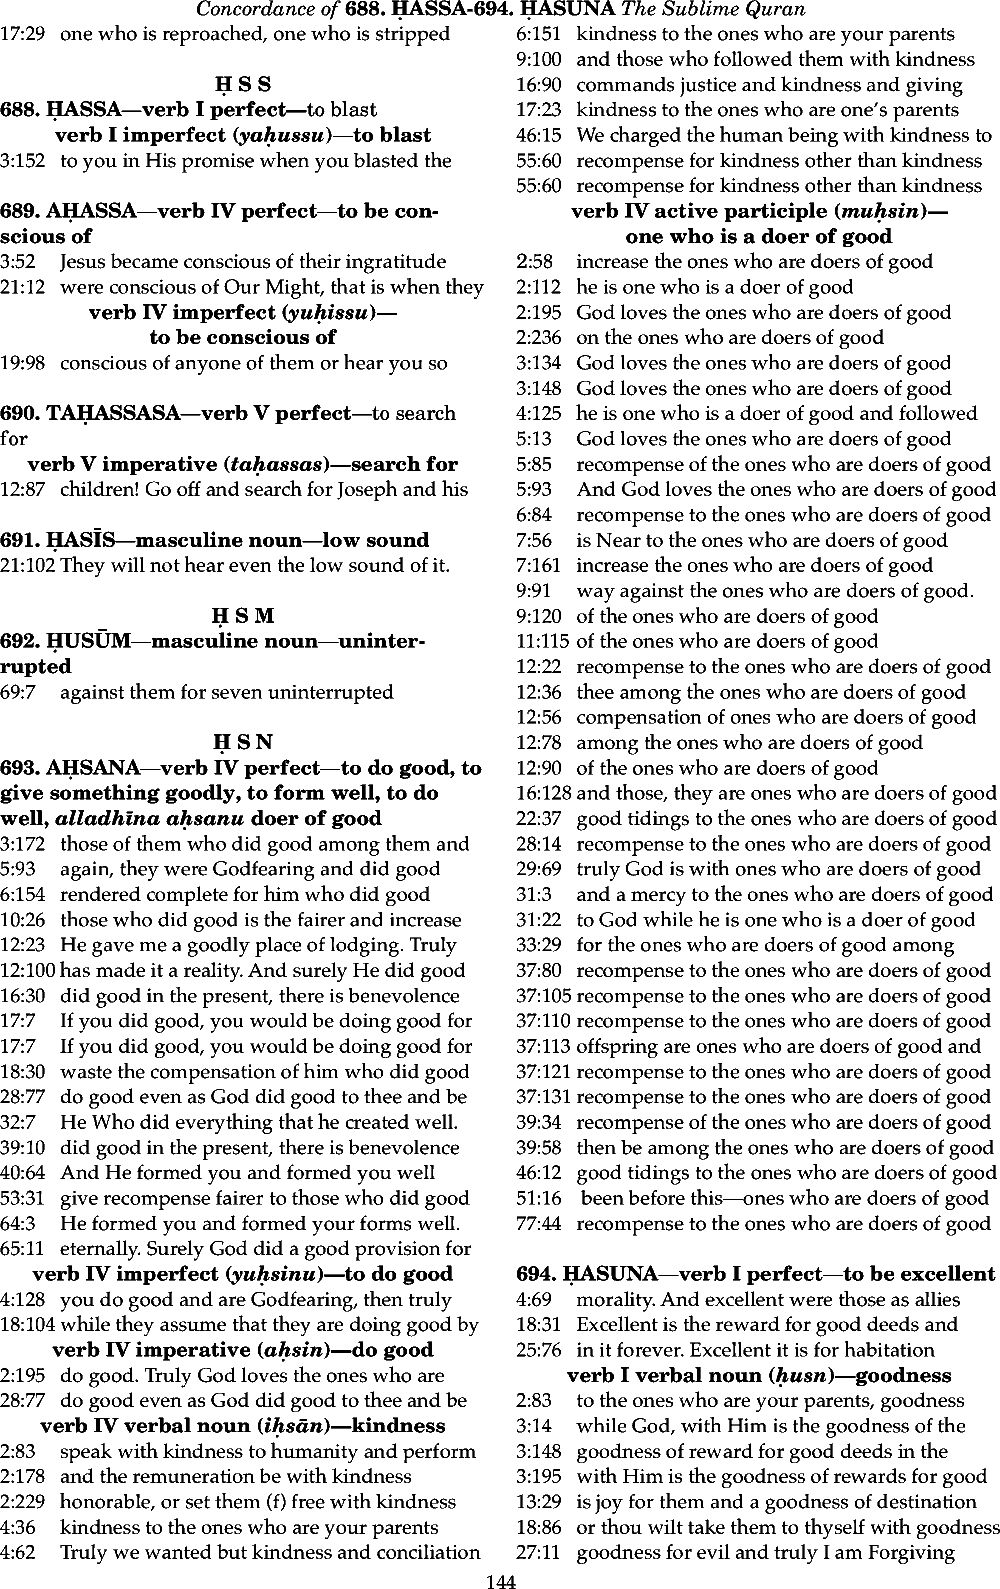 Concordance of 688. ḤASSA-694. ḤASUNA The Sublime Quran
17:29 one who is reproached, one who is stripped
Ḥ S S
688. ḤASSA—verb I perfect—to blast
verb I imperfect (yaḥussu)—to blast
3:152 to you in His promise when you blasted the
689. AḤASSA—verb IV perfect—to be con-
scious of
3:52 Jesus became conscious of their ingratitude
21:12 were conscious of Our Might, that is when they
verb IV imperfect (yuḥissu)—
to be conscious of
19:98 conscious of anyone of them or hear you so
690. TAḤASSASA—verb V perfect—to search
for
verb V imperative (taḥassas)—search for
12:87 children! Go off and search for Joseph and his
691. ḤASĪS—masculine noun—low sound
21:102 They will not hear even the low sound of it.
Ḥ S M
692. ḤUSŪM—masculine noun—uninter-
rupted
69:7 against them for seven uninterrupted
Ḥ S N
693. AḤSANA—verb IV perfect—to do good, to
give something goodly, to form well, to do
well, alladhīna aḥsanu doer of good
3:172 those of them who did good among them and
5:93 again, they were Godfearing and did good
6:154 rendered complete for him who did good
10:26 those who did good is the fairer and increase
12:23 He gave me a goodly place of lodging. Truly
12:100 has made it a reality. And surely He did good
16:30 did good in the present, there is benevolence
17:7 If you did good, you would be doing good for
17:7 If you did good, you would be doing good for
18:30 waste the compensation of him who did good
28:77 do good even as God did good to thee and be
32:7 He Who did everything that he created well.
39:10 did good in the present, there is benevolence
40:64 And He formed you and formed you well
53:31 give recompense fairer to those who did good
64:3 He formed you and formed your forms well.
65:11 eternally. Surely God did a good provision for
verb IV imperfect (yuḥsinu)—to do good
4:128 you do good and are Godfearing, then truly
18:104 while they assume that they are doing good by
verb IV imperative (aḥsin)—do good
2:195 do good. Truly God loves the ones who are
28:77 do good even as God did good to thee and be
verb IV verbal noun (iḥsān)—kindness
2:83 speak with kindness to humanity and perform
2:178 and the remuneration be with kindness
2:229 honorable, or set them (f) free with kindness
4:36 kindness to the ones who are your parents
4:62 Truly we wanted but kindness and conciliation
6:151 kindness to the ones who are your parents
9:100 and those who followed them with kindness
16:90 commands justice and kindness and giving
17:23 kindness to the ones who are one's parents
46:15 We charged the human being with kindness to
55:60 recompense for kindness other than kindness
55:60 recompense for kindness other than kindness
verb IV active participle (muḥsin)—
one who is a doer of good
2:58 increase the ones who are doers of good
2:112 he is one who is a doer of good
2:195 God loves the ones who are doers of good
2:236 on the ones who are doers of good
3:134 God loves the ones who are doers of good
3:148 God loves the ones who are doers of good
4:125 he is one who is a doer of good and followed
5:13 God loves the ones who are doers of good
5:85 recompense of the ones who are doers of good
5:93 And God loves the ones who are doers of good
6:84 recompense to the ones who are doers of good
7:56 is Near to the ones who are doers of good
7:161 increase the ones who are doers of good
9:91 way against the ones who are doers of good.
9:120 of the ones who are doers of good
11:115 of the ones who are doers of good
12:22 recompense to the ones who are doers of good
12:36 thee among the ones who are doers of good
12:56 compensation of ones who are doers of good
12:78 among the ones who are doers of good
12:90 of the ones who are doers of good
16:128 and those, they are ones who are doers of good
22:37 good tidings to the ones who are doers of good
28:14 recompense to the ones who are doers of good
29:69 truly God is with ones who are doers of good
31:3 and a mercy to the ones who are doers of good
31:22 to God while he is one who is a doer of good
33:29 for the ones who are doers of good among
37:80 recompense to the ones who are doers of good
37:105 recompense to the ones who are doers of good
37:110 recompense to the ones who are doers of good
37:113 offspring are ones who are doers of good and
37:121 recompense to the ones who are doers of good
37:131 recompense to the ones who are doers of good
39:34 recompense of the ones who are doers of good
39:58 then be among the ones who are doers of good
46:12 good tidings to the ones who are doers of good
51:16 been before this—ones who are doers of good
77:44 recompense to the ones who are doers of good
694. ḤASUNA—verb I perfect—to be excellent
4:69 morality. And excellent were those as allies
18:31 Excellent is the reward for good deeds and
25:76 in it forever. Excellent it is for habitation
verb I verbal noun (ḥusn)—goodness
2:83 to the ones who are your parents, goodness
3:14 while God, with Him is the goodness of the
3:148 goodness of reward for good deeds in the
3:195 with Him is the goodness of rewards for good
13:29 is joy for them and a goodness of destination
18:86 or thou wilt take them to thyself with goodness
27:11 goodness for evil and truly I am Forgiving
144